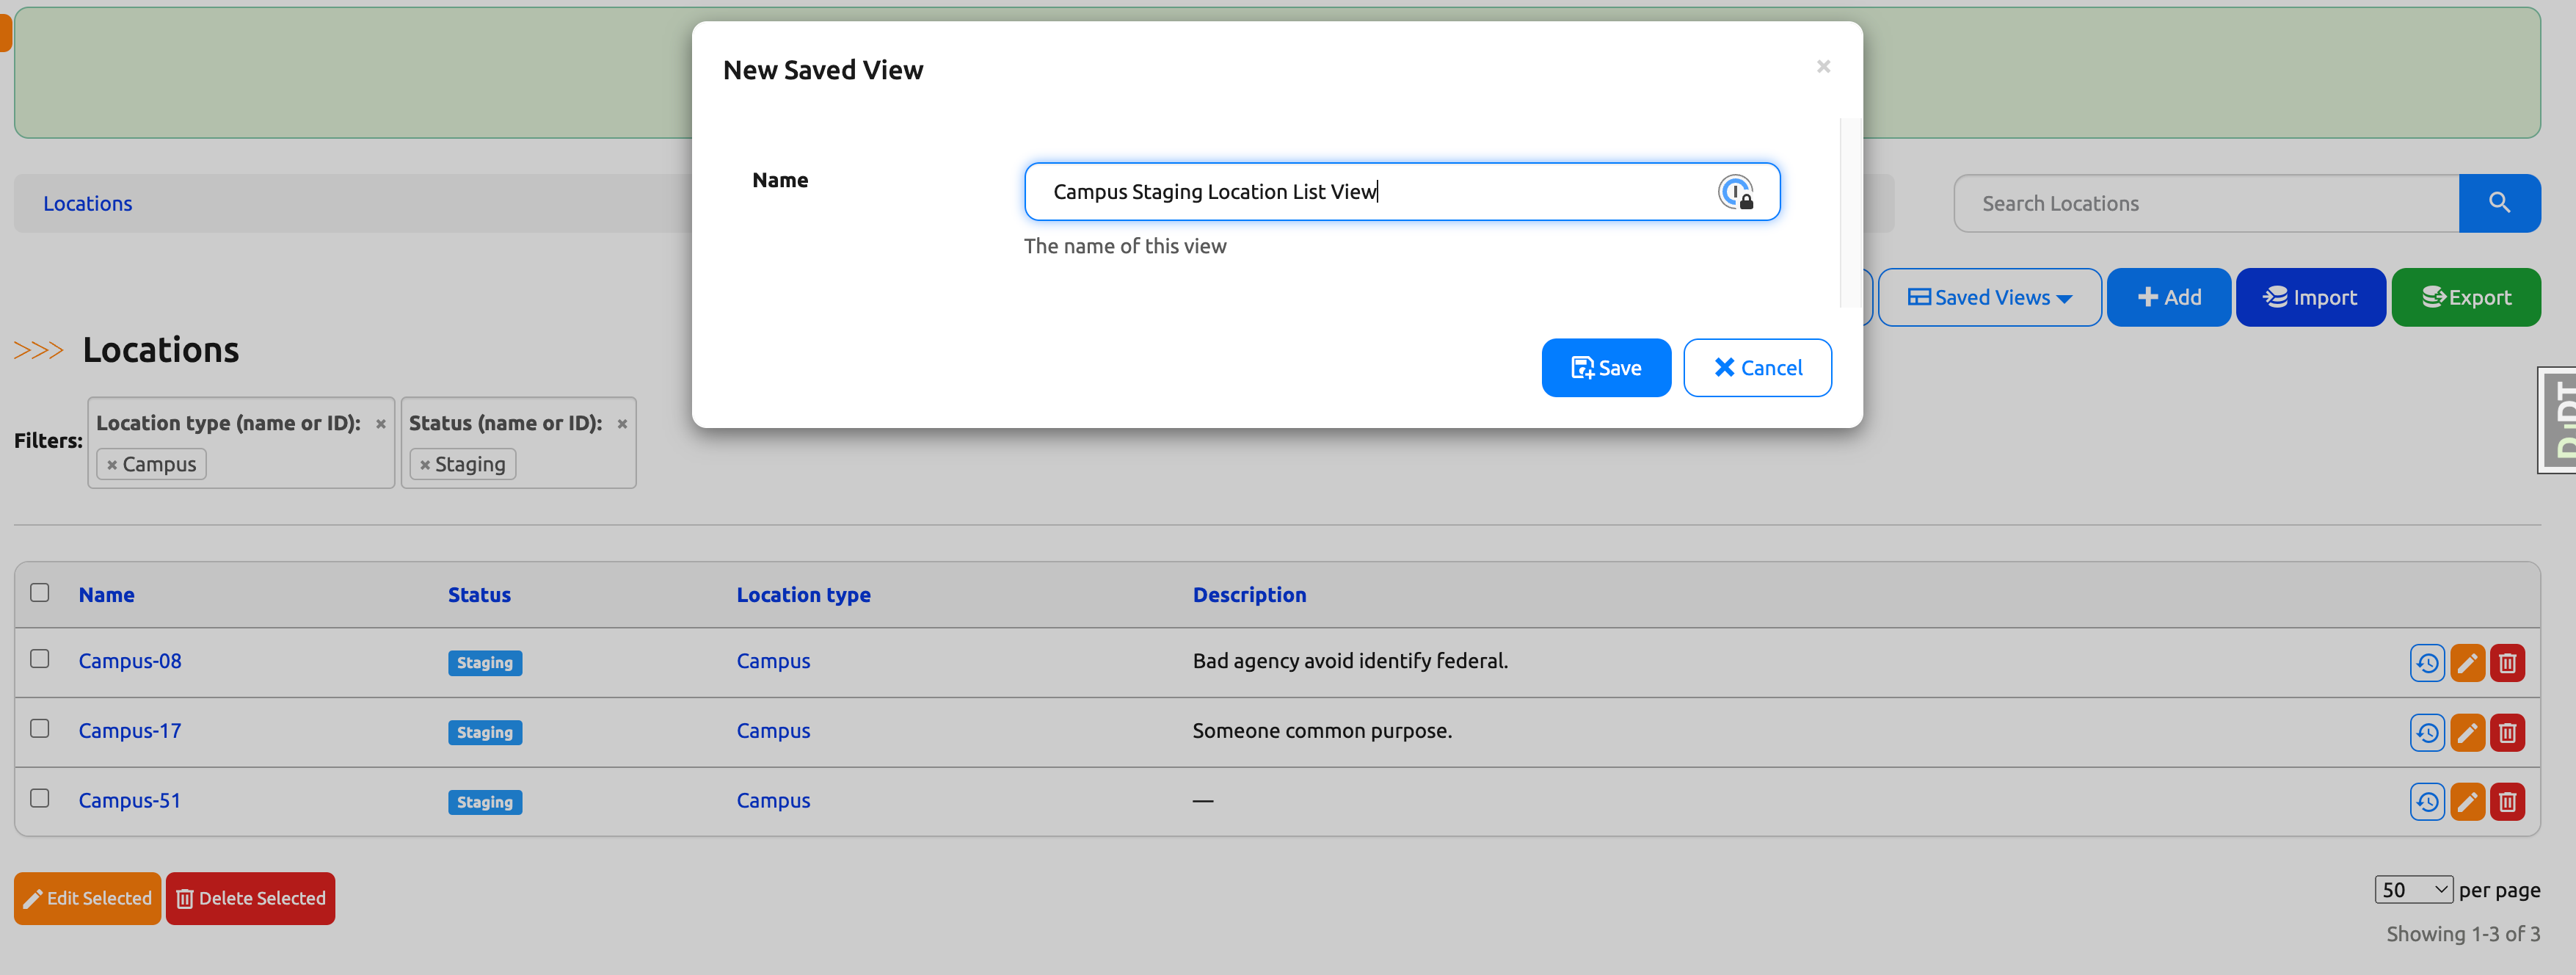 New Saved View
×
Name
Campus Staging Location List View
The name of this view
Save
Cancel
Locations
Search Locations
Saved Views
Add
Import
Export
>>> Locations
Filters:
Location type (name or ID): ×
× Campus
Status (name or ID): ×
× Staging
DjDT
Name Status Location type Description
Campus-08 Staging Campus Bad agency avoid identify federal.
Campus-17 Staging Campus Someone common purpose.
Campus-51 Staging Campus —
Edit Selected
Delete Selected
50 per page
Showing 1-3 of 3